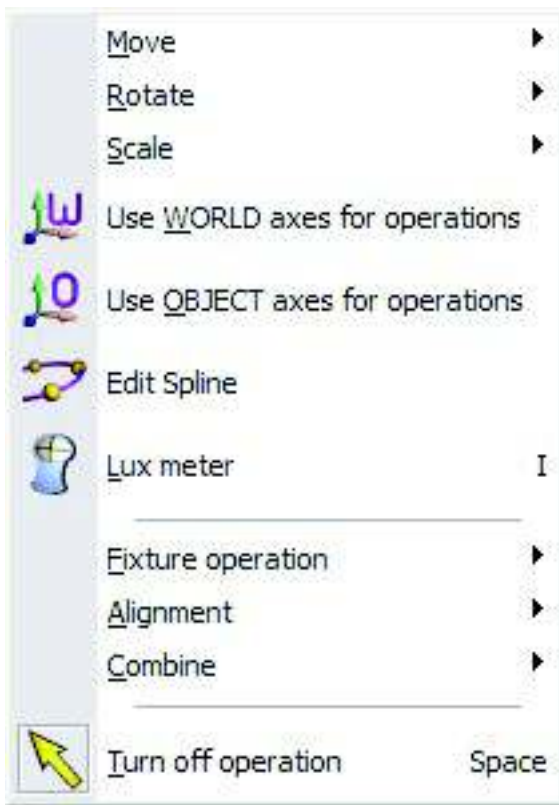 Move
Rotate
Scale
Use WORLD axes for operations
Use OBJECT axes for operations
Edit Spline
Lux meter I
Fixture operation
Alignment
Combine
Turn off operation Space